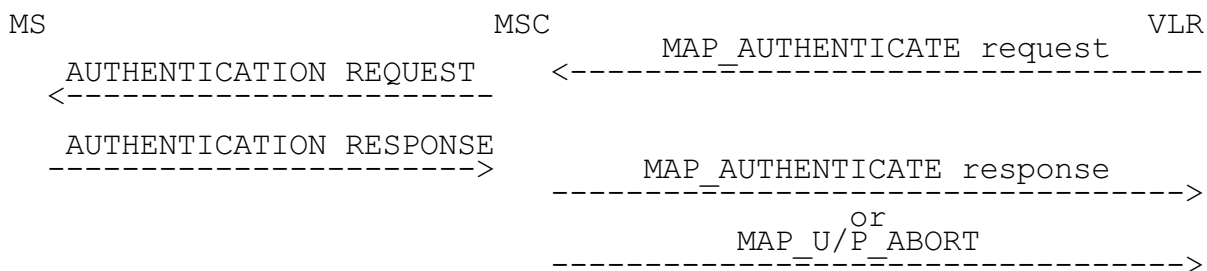 MS MSC VLR
MAP_AUTHENTICATE request
AUTHENTICATION REQUEST
AUTHENTICATION RESPONSE
MAP_AUTHENTICATE response
or
MAP_U/P_ABORT